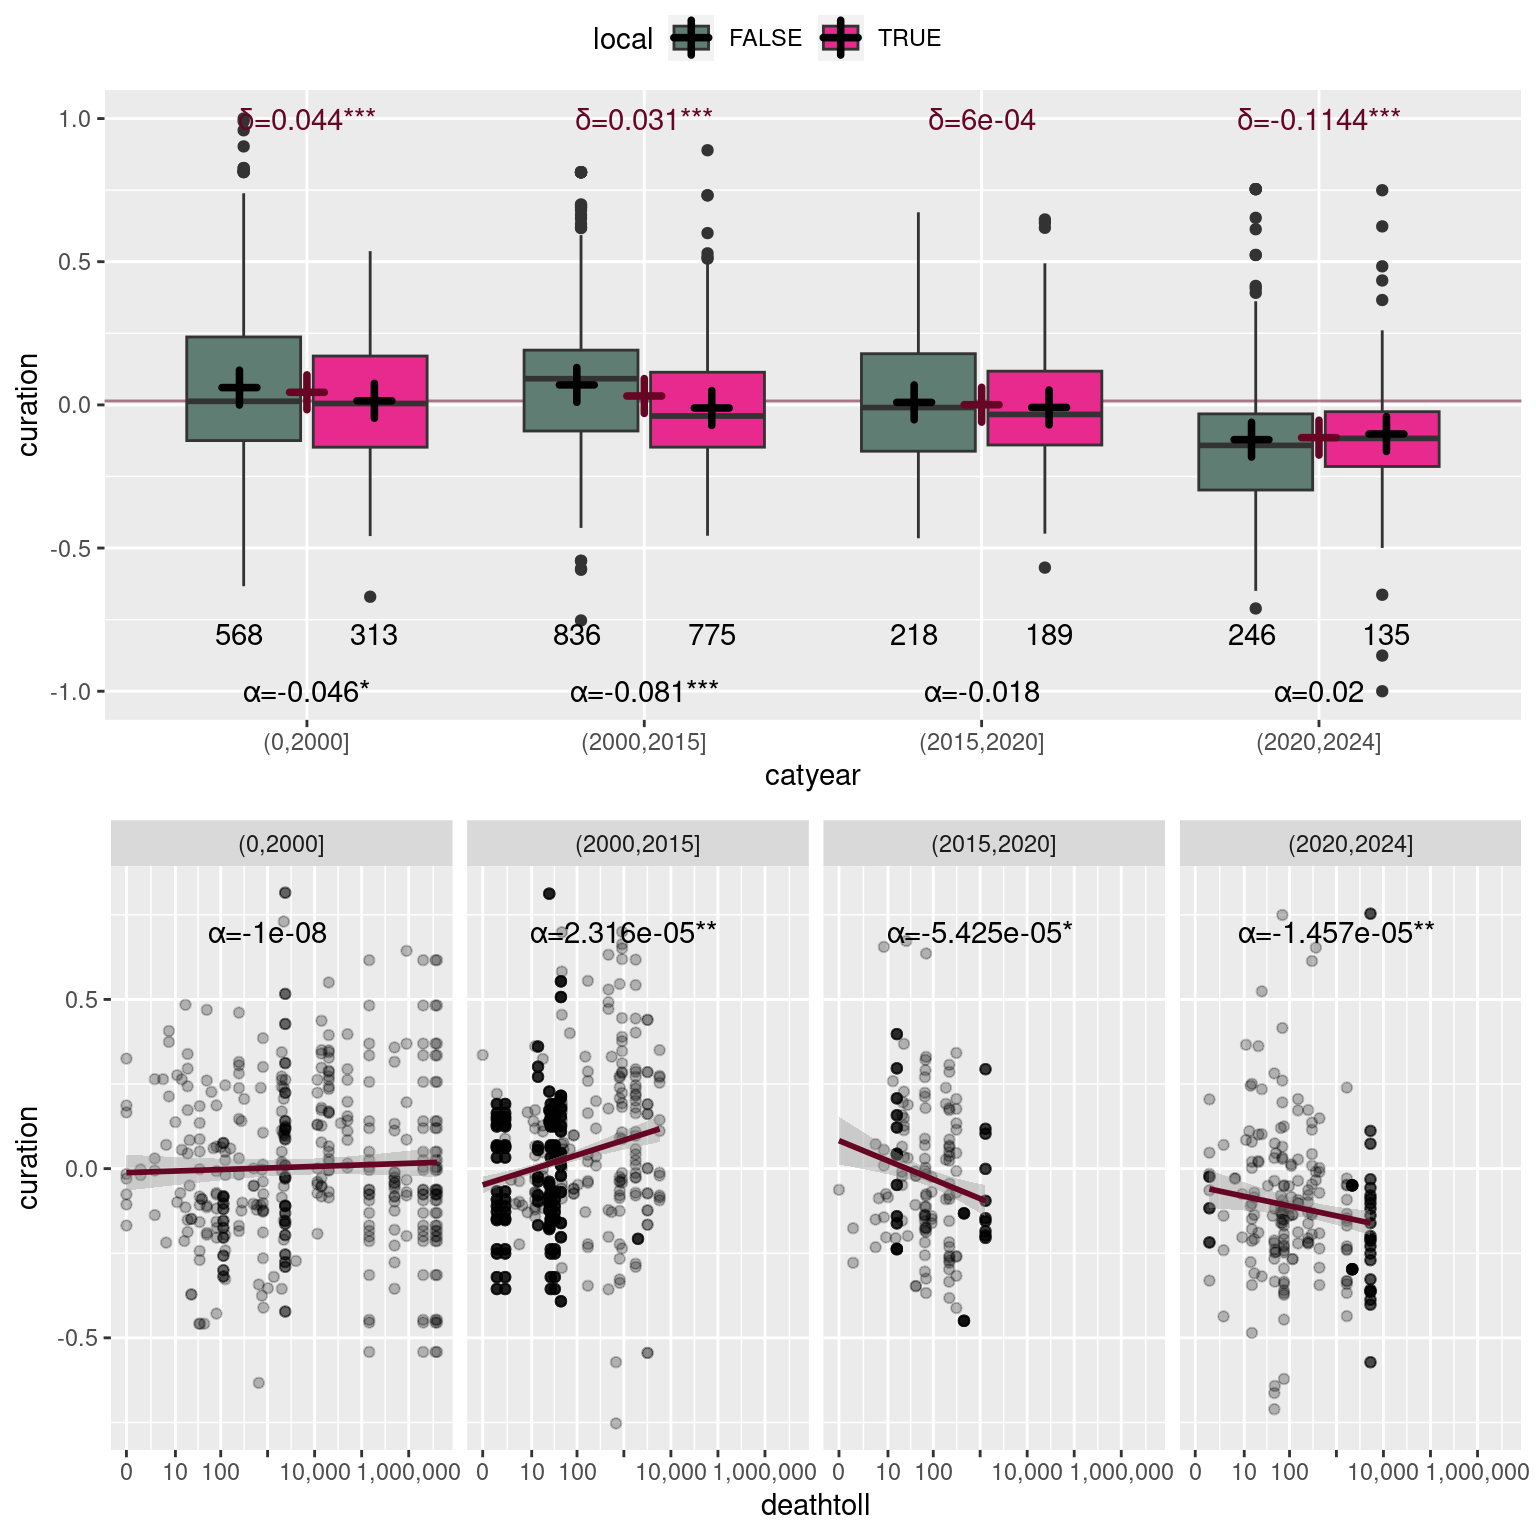 local FALSE TRUE
δ=0.044*** δ=0.031*** δ=6e-04 δ=-0.1144***
1.0
0.5
0.0
-0.5
-1.0
curation
568 313 836 775 218 189 246 135
α=-0.046* α=-0.081*** α=-0.018 α=0.02
(0,2000] (2000,2015] (2015,2020] (2020,2024]
catyear
(0,2000] (2000,2015] (2015,2020] (2020,2024]
α=-1e-08 α=2.316e-05** α=-5.425e-05* α=-1.457e-05**
0.5
0.0
-0.5
curation
0 10 100 10,000 1,000,000 0 10 100 10,000 1,000,000 0 10 100 10,000 1,000,000 0 10 100 10,000 1,000,000
deathtoll